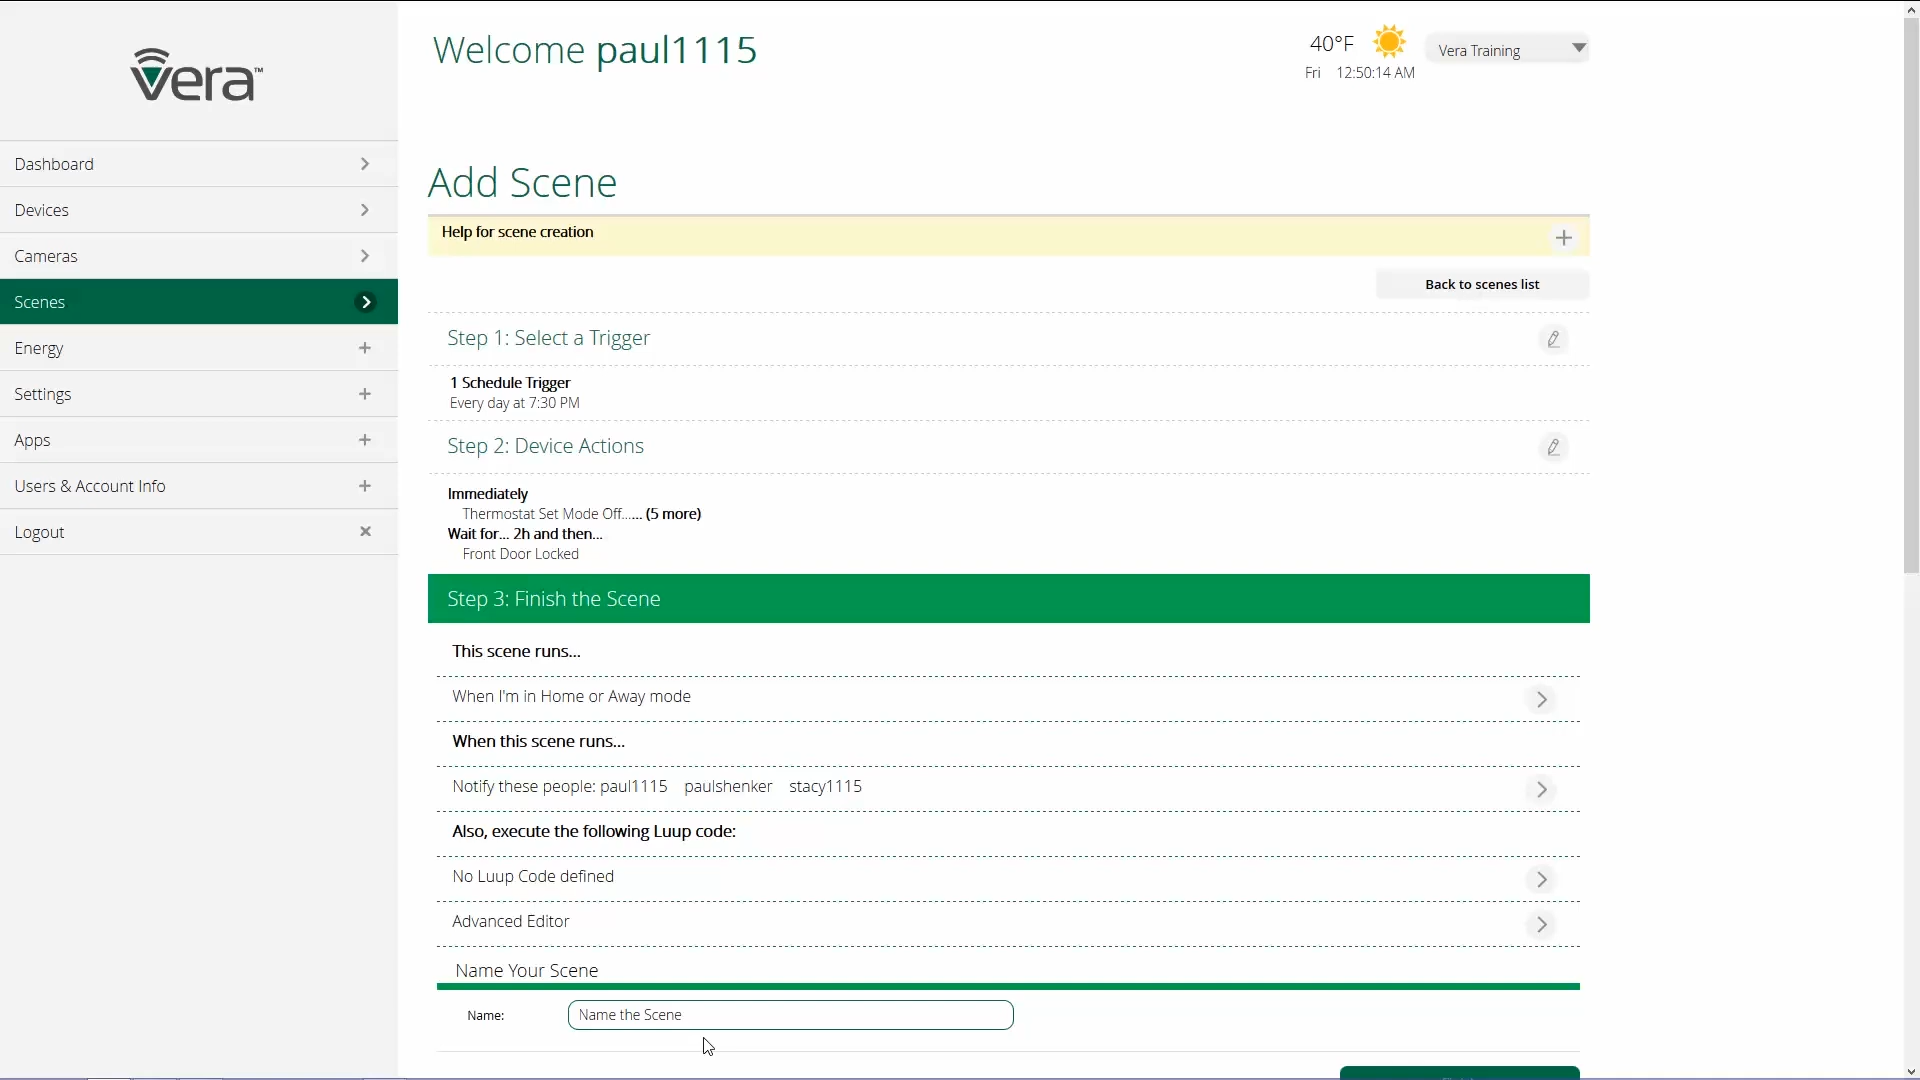 vera™
Welcome paul1115
40°F
Vera Training
Fri 12:50:14 AM
Dashboard
Devices
Cameras
Scenes
Energy
Settings
Apps
Users & Account Info
Logout
Add Scene
Help for scene creation
Back to scenes list
Step 1: Select a Trigger
1 Schedule Trigger
Every day at 7:30 PM
Step 2: Device Actions
Immediately
Thermostat Set Mode Off...... (5 more)
Wait for... 2h and then...
Front Door Locked
Step 3: Finish the Scene
This scene runs...
When I'm in Home or Away mode
When this scene runs...
Notify these people: paul1115 paulshenker stacy1115
Also, execute the following Luup code:
No Luup Code defined
Advanced Editor
Name Your Scene
Name: Name the Scene